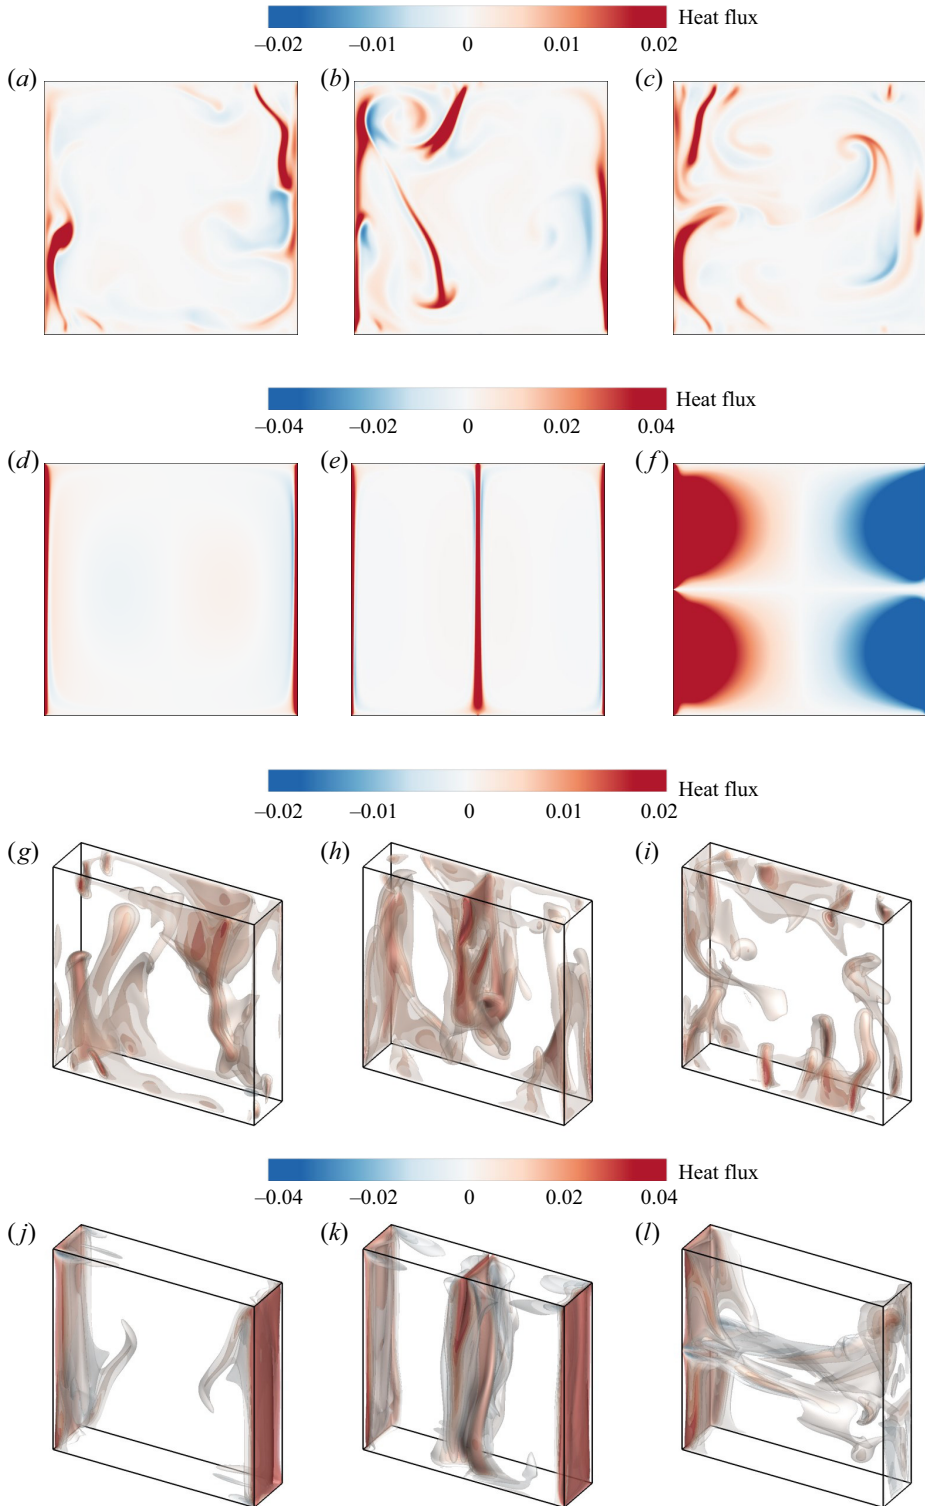 Heat flux
–0.02 –0.01 0 0.01 0.02
(a) (b) (c)
Heat flux
–0.04 –0.02 0 0.02 0.04
(d) (e) (f)
Heat flux
–0.02 –0.01 0 0.01 0.02
(g) (h) (i)
Heat flux
–0.04 –0.01 0 0.02 0.04
(j) (k) (l)